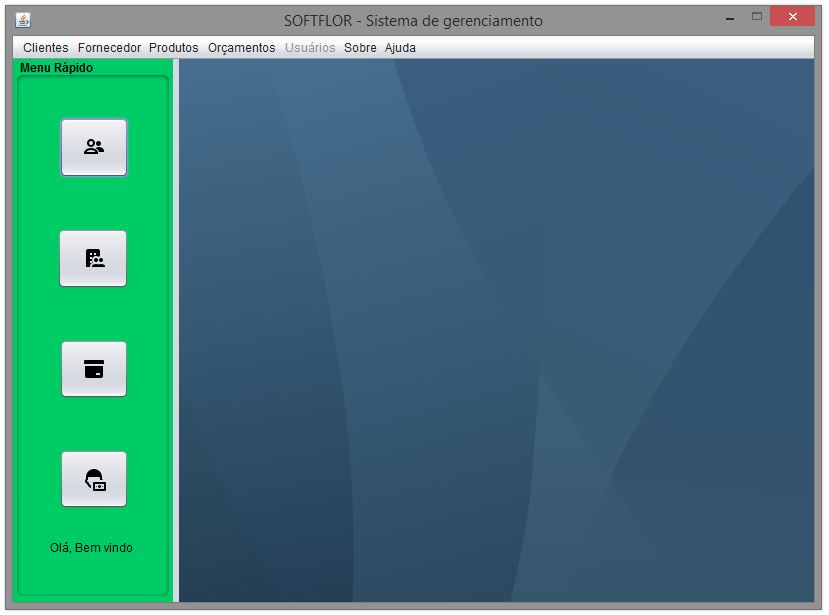 SOFTFLOR - Sistema de gerenciamento
Clientes Fornecedor Produtos Orçamentos Usuários Sobre Ajuda
Menu Rápido
Olá, Bem vindo